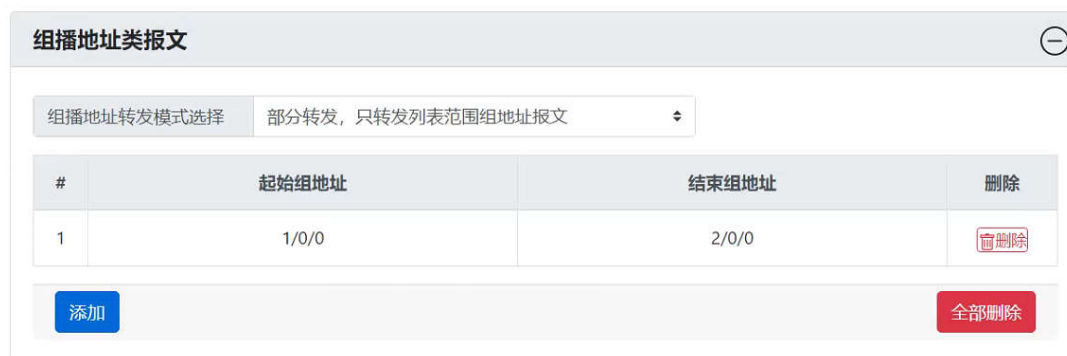 组播地址类报文
组播地址转发模式选择 部分转发，只转发列表范围组地址报文
# 起始组地址 结束组地址 删除
1 1/0/0 2/0/0 删除
添加 全部删除